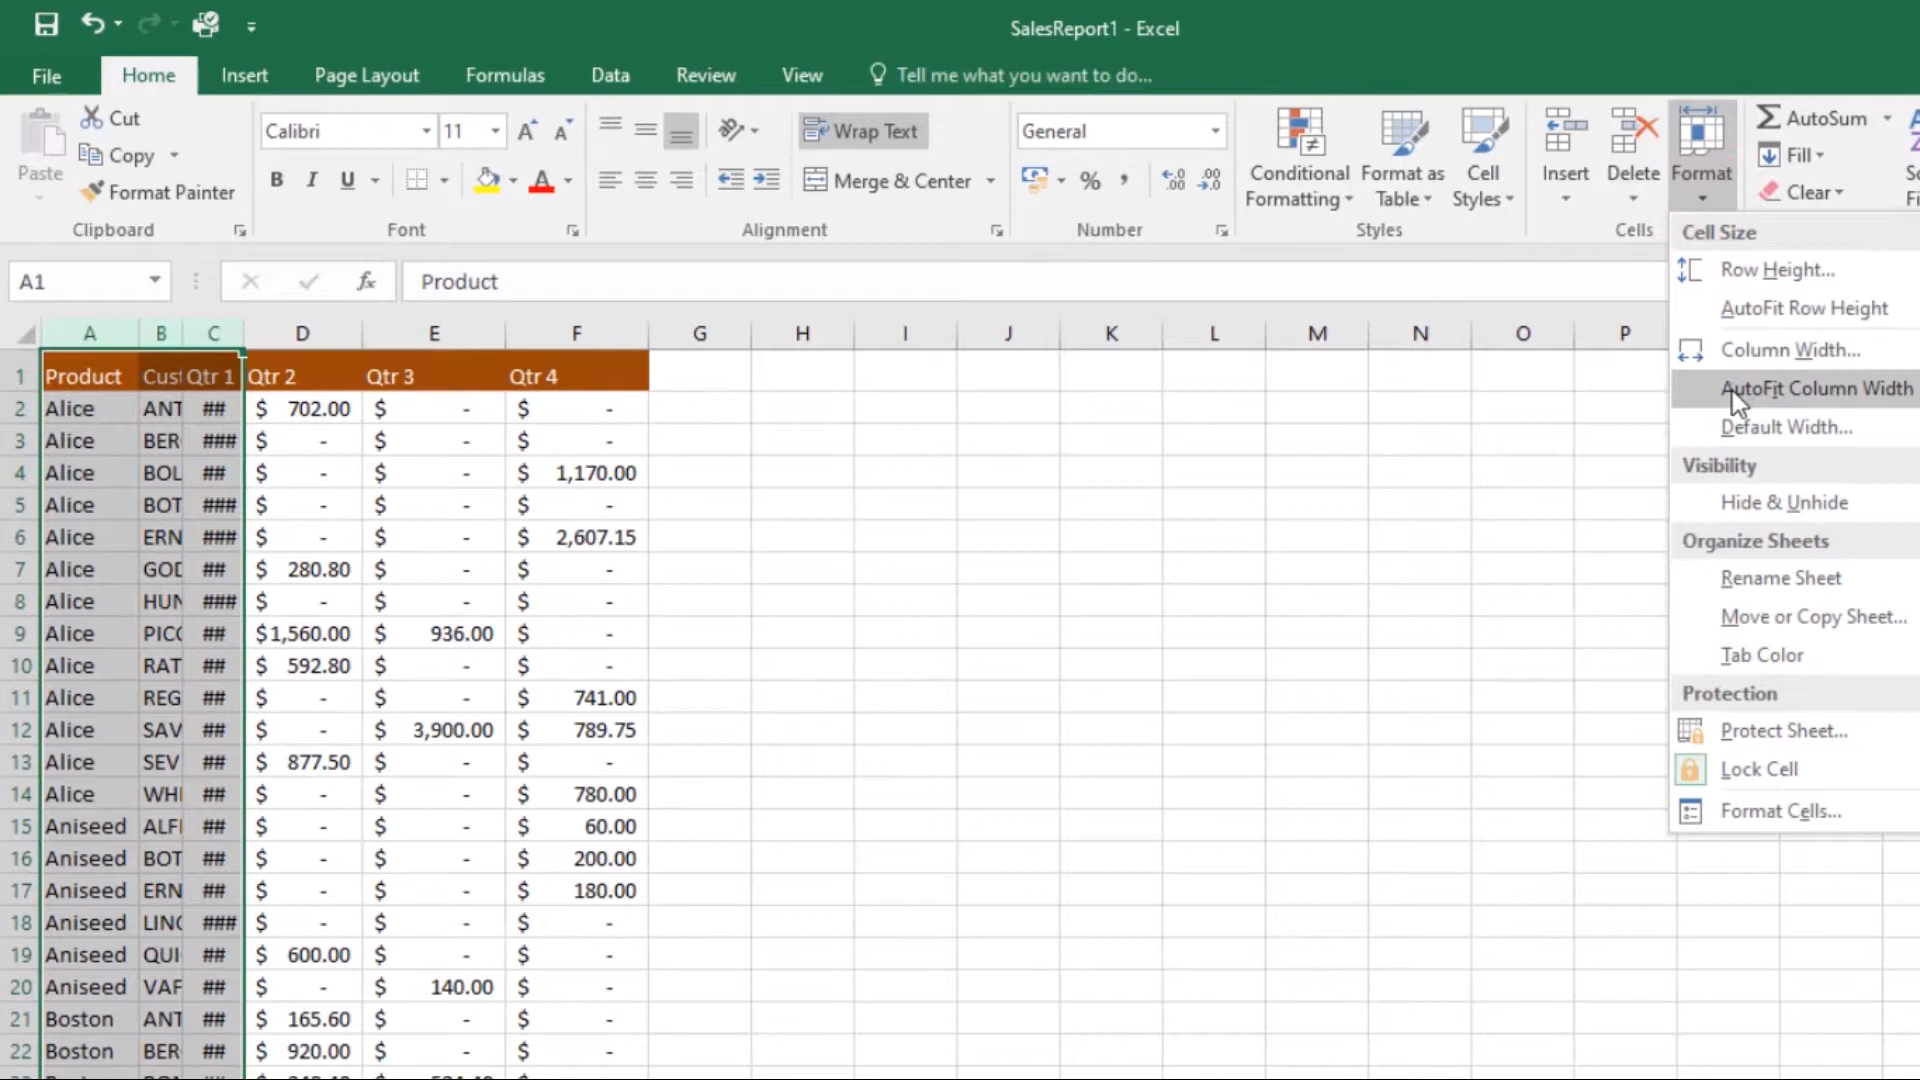 SalesReport1 - Excel
File Home Insert Page Layout Formulas Data Review View Tell me what you want to do...
Cut
Copy
Format Painter
Paste
Clipboard
Calibri 11
B I U
Font
Wrap Text
Merge & Center
Alignment
General
%
Number
Conditional Formatting
Format as Table
Cell Styles
Styles
Insert Delete Format
Cells
AutoSum
Fill
Clear
A1 fx Product
A B C D E F G H I J K L M N O P
1 Product Cust Qtr 1 Qtr 2 Qtr 3 Qtr 4
2 Alice ANT ## $ 702.00 $ - $ -
3 Alice BER ### $ - $ - $ -
4 Alice BOL ## $ - $ - $ 1,170.00
5 Alice BOT ### $ - $ - $ -
6 Alice ERN ### $ - $ - $ 2,607.15
7 Alice GOD ## $ 280.80 $ - $ -
8 Alice HUN ### $ - $ - $ -
9 Alice PICC ## $1,560.00 $ 936.00 $ -
10 Alice RAT ## $ 592.80 $ - $ -
11 Alice REG ## $ - $ - $ 741.00
12 Alice SAV ## $ - $ 3,900.00 $ 789.75
13 Alice SEV ## $ 877.50 $ - $ -
14 Alice WHI ## $ - $ - $ 780.00
15 Aniseed ALFI ## $ - $ - $ 60.00
16 Aniseed BOT ## $ - $ - $ 200.00
17 Aniseed ERN ## $ - $ - $ 180.00
18 Aniseed LINC ### $ - $ - $ -
19 Aniseed QUI ## $ 600.00 $ - $ -
20 Aniseed VAF ## $ - $ 140.00 $ -
21 Boston ANT ## $ 165.60 $ - $ -
22 Boston BER ## $ 920.00 $ - $ -
Cell Size
Row Height...
AutoFit Row Height
Column Width...
AutoFit Column Width
Default Width...
Visibility
Hide & Unhide
Organize Sheets
Rename Sheet
Move or Copy Sheet...
Tab Color
Protection
Protect Sheet...
Lock Cell
Format Cells...